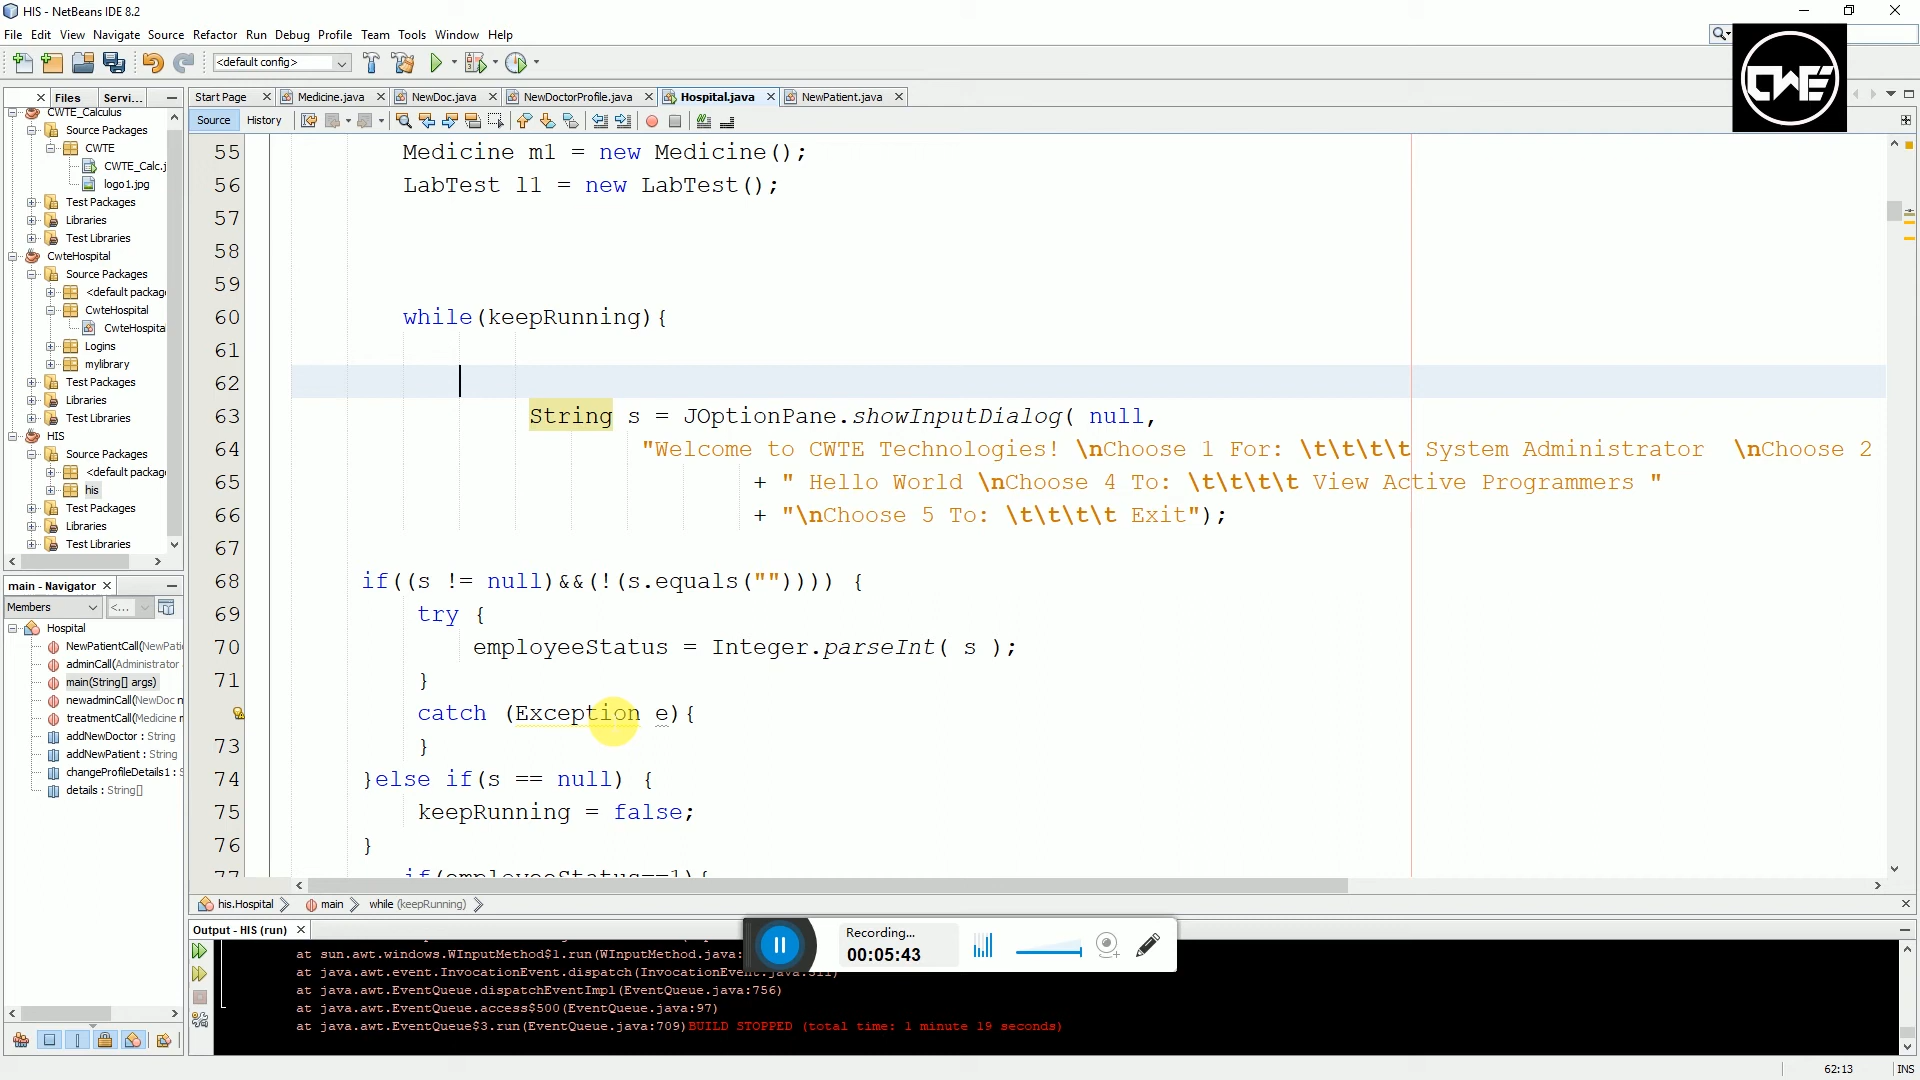 HIS - NetBeans IDE 8.2
File Edit View Navigate Source Refactor Run Debug Profile Team Tools Window Help
<default config>
CWE
Files Servi...
Start Page Medicine.java NewDoc.java NewDoctorProfile.java Hospital.java NewPatient.java
Source History
CWTE_Calculus
Source Packages
CWTE
CWTE_Calc.j
logo1.jpg
Test Packages
Libraries
Test Libraries
CwteHospital
Source Packages
<default packag
CwteHospital
CwteHospita
Logins
mylibrary
Test Packages
Libraries
Test Libraries
HIS
Source Packages
<default packag
his
Test Packages
Libraries
Test Libraries
55 Medicine m1 = new Medicine();
56 LabTest l1 = new LabTest();
57
58
59
60 while(keepRunning){
61
62
63 String s = JOptionPane.showInputDialog( null,
64 "Welcome to CWTE Technologies! \nChoose 1 For: \t\t\t\t System Administrator  \nChoose 2
65 + " Hello World \nChoose 4 To: \t\t\t\t View Active Programmers "
66 + "\nChoose 5 To: \t\t\t\t Exit");
67
68 if((s != null)&&(!(s.equals("")))) {
69 try {
70 employeeStatus = Integer.parseInt( s );
71 }
catch (Exception e){
73 }
74 }else if(s == null) {
75 keepRunning = false;
76 }
77 if(employeeStatus==1){
main - Navigator
Members <...
Hospital
NewPatientCall(NewPati
adminCall(Administrator
main(String[] args)
newadminCall(NewDoc n
treatmentCall(Medicine r
addNewDoctor : String
addNewPatient : String
changeProfileDetails1 : S
details : String[]
his.Hospital main while (keepRunning)
Output - HIS (run)
Recording...
00:05:43
at sun.awt.windows.WInputMethod$1.run(WInputMethod.java:
at java.awt.event.InvocationEvent.dispatch(InvocationEvent.java:311)
at java.awt.EventQueue.dispatchEventImpl(EventQueue.java:756)
at java.awt.EventQueue.access$500(EventQueue.java:97)
at java.awt.EventQueue$3.run(EventQueue.java:709)BUILD STOPPED (total time: 1 minute 19 seconds)
62:13 INS